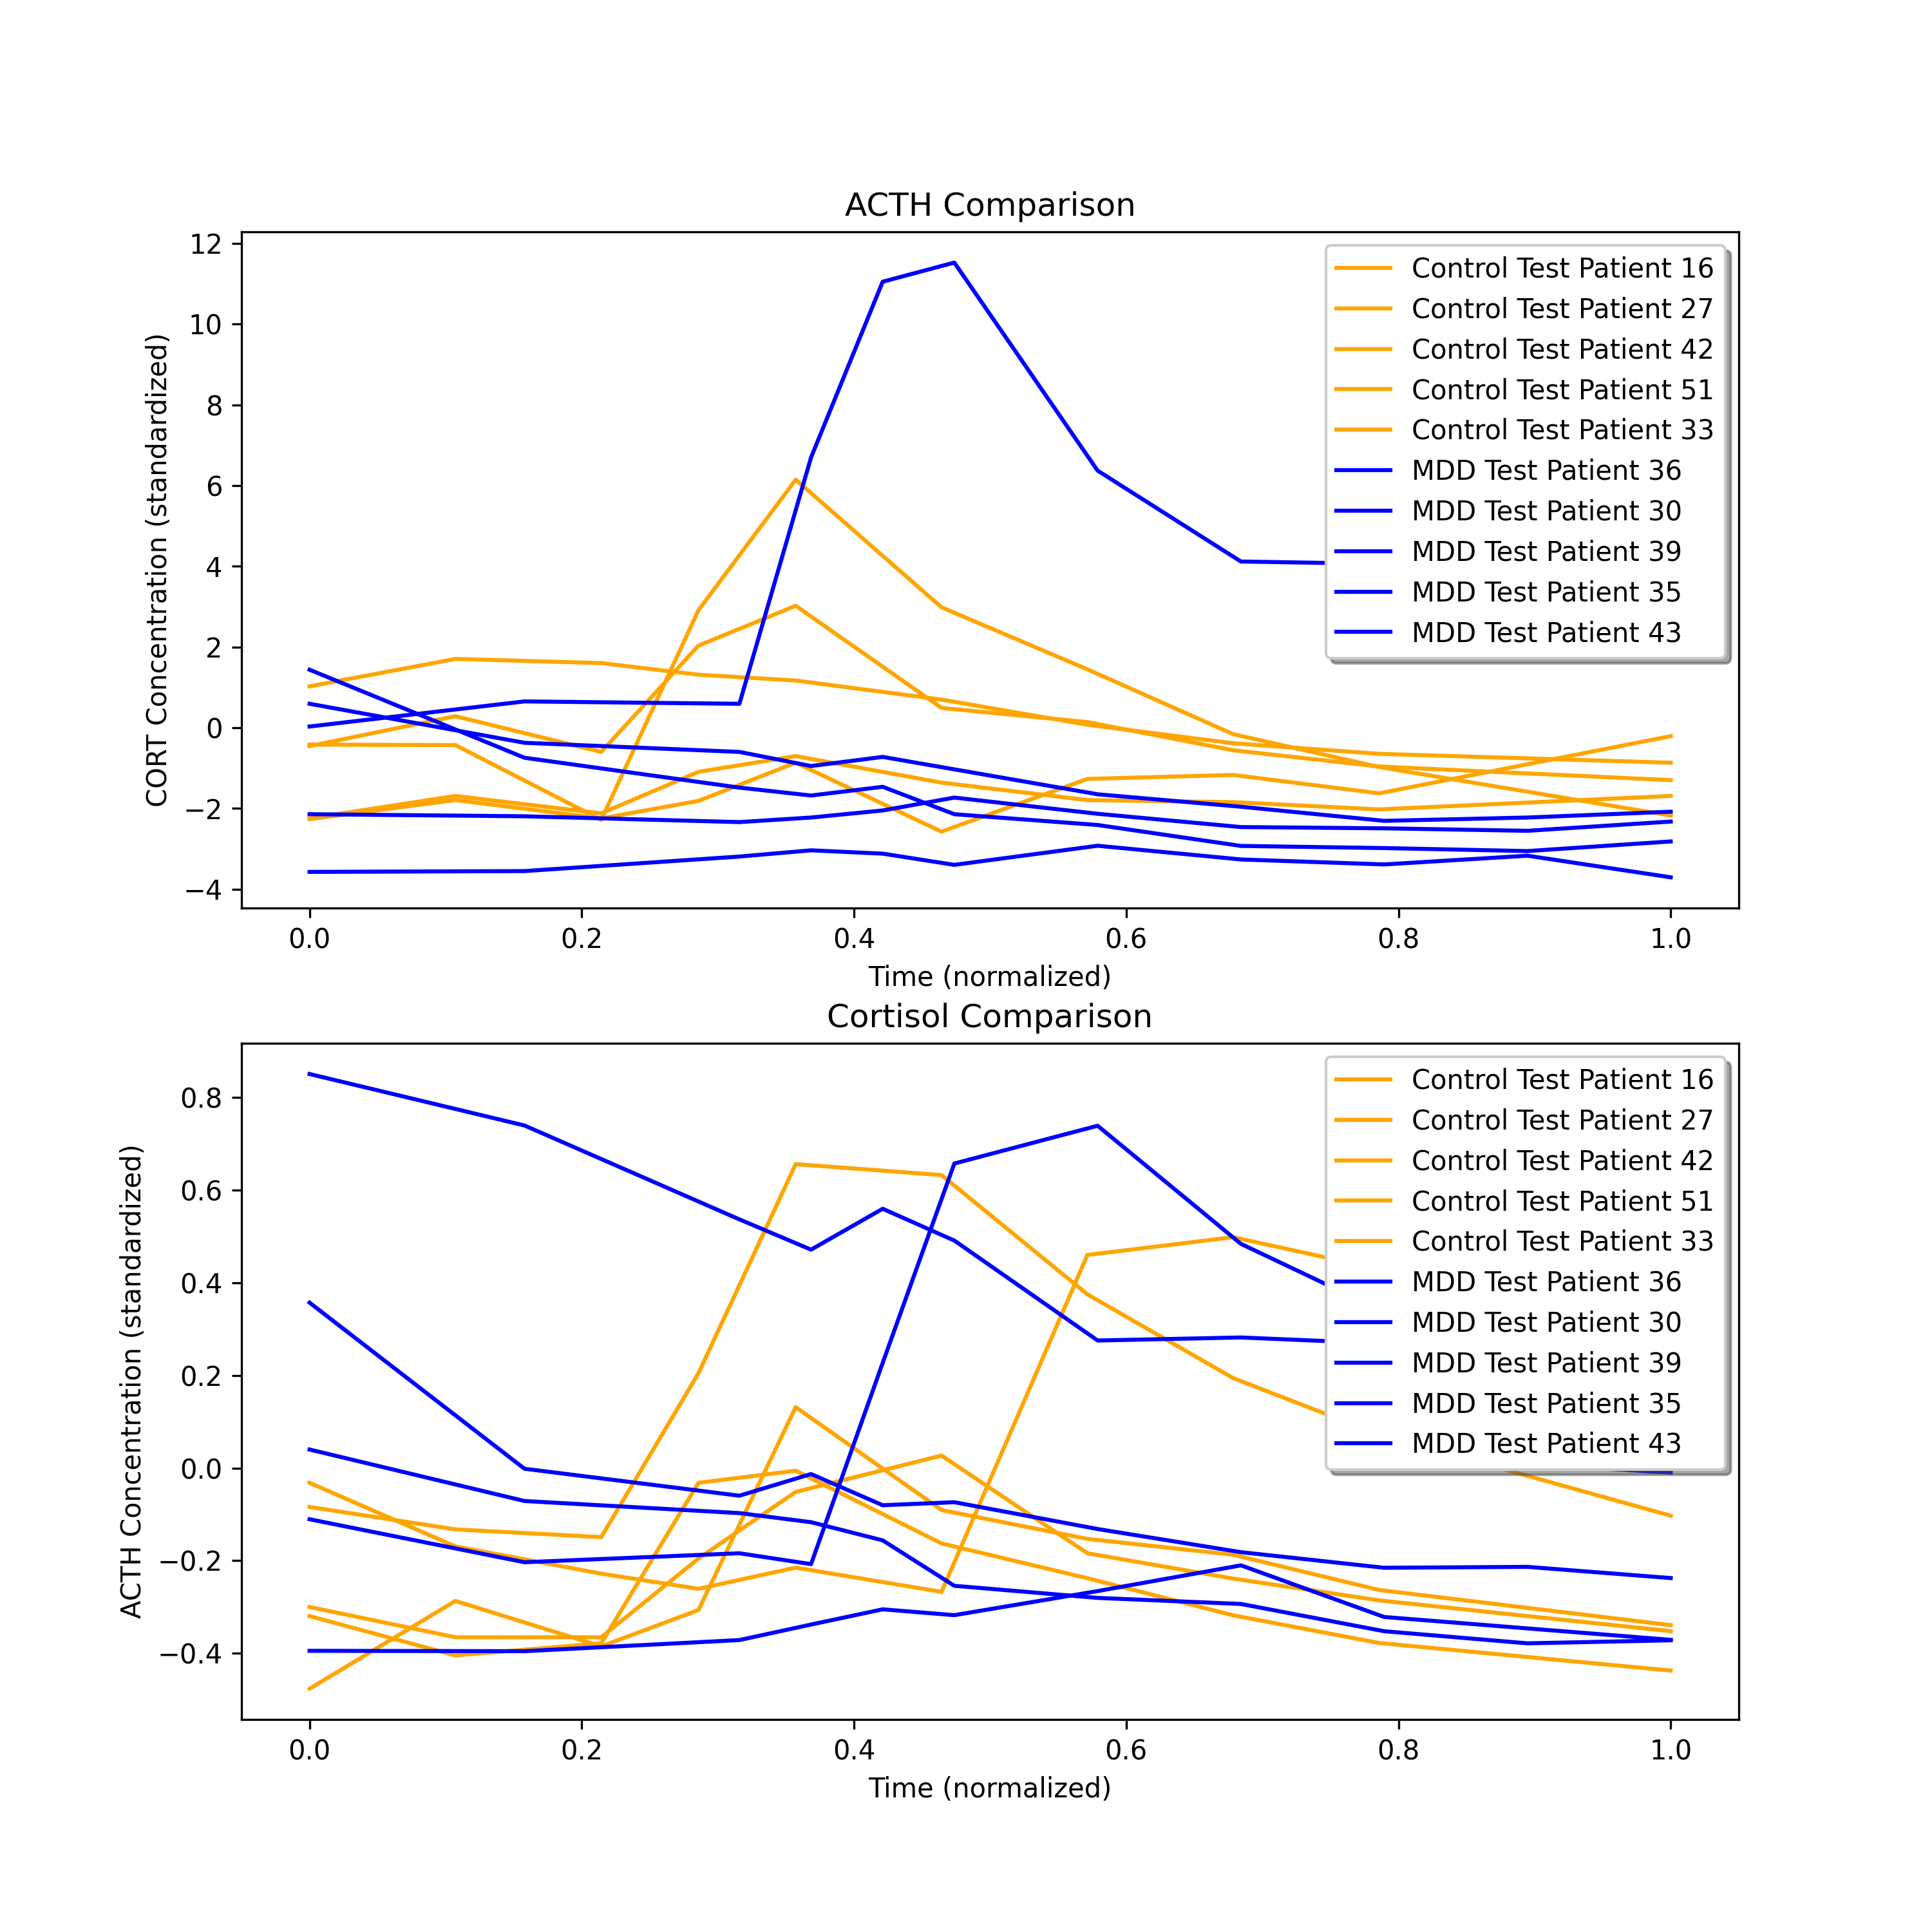 ACTH Comparison
12
10
8
6
4
2
0
−2
−4
CORT Concentration (standardized)
Control Test Patient 16
Control Test Patient 27
Control Test Patient 42
Control Test Patient 51
Control Test Patient 33
MDD Test Patient 36
MDD Test Patient 30
MDD Test Patient 39
MDD Test Patient 35
MDD Test Patient 43
0.0 0.2 0.4 0.6 0.8 1.0
Time (normalized)
Cortisol Comparison
0.8
0.6
0.4
0.2
0.0
−0.2
−0.4
ACTH Concentration (standardized)
Control Test Patient 16
Control Test Patient 27
Control Test Patient 42
Control Test Patient 51
Control Test Patient 33
MDD Test Patient 36
MDD Test Patient 30
MDD Test Patient 39
MDD Test Patient 35
MDD Test Patient 43
0.0 0.2 0.4 0.6 0.8 1.0
Time (normalized)